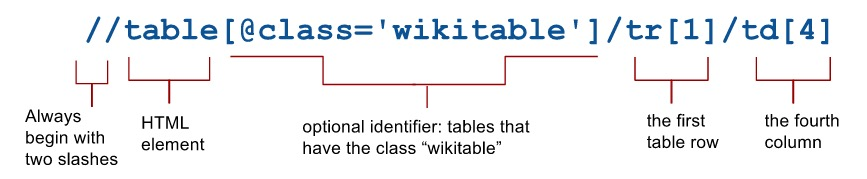 //table[@class='wikitable']/tr[1]/td[4]
Always
begin with
two slashes
HTML
element
optional identifier: tables that
have the class “wikitable”
the first
table row
the fourth
column